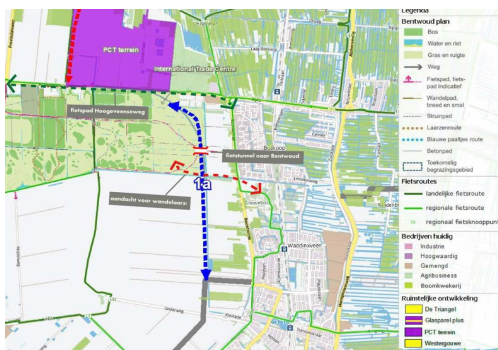 PCT terrein
International Trade Centre
fietspad Hoogeveenseweg
fietstunnel naar Bentwoud
aandacht voor wandelaars
1a
Boskoop
Waddinxveen
Legenda
Bentwoud plan
Bos
Water en riet
Gras en ruigte
Weg
Fietspad, fiets-
pad indicatief
Wandelpad,
breed en smal
Struinpad
Laarzenroute
Blauwe paaltjes route
Betonpad
Toekomstig
begrazingsgebied
Fietsroutes
landelijke fietsroute
regionale fietsroute
regionaal fietsknooppunt
Bedrijven huidig
Industrie
Hoogwaardig
Gemengd
Agribusiness
Boomkwekerij
Ruimtelijke ontwikkeling
De Triangel
Glasparel plus
PCT terrein
Westergouwe